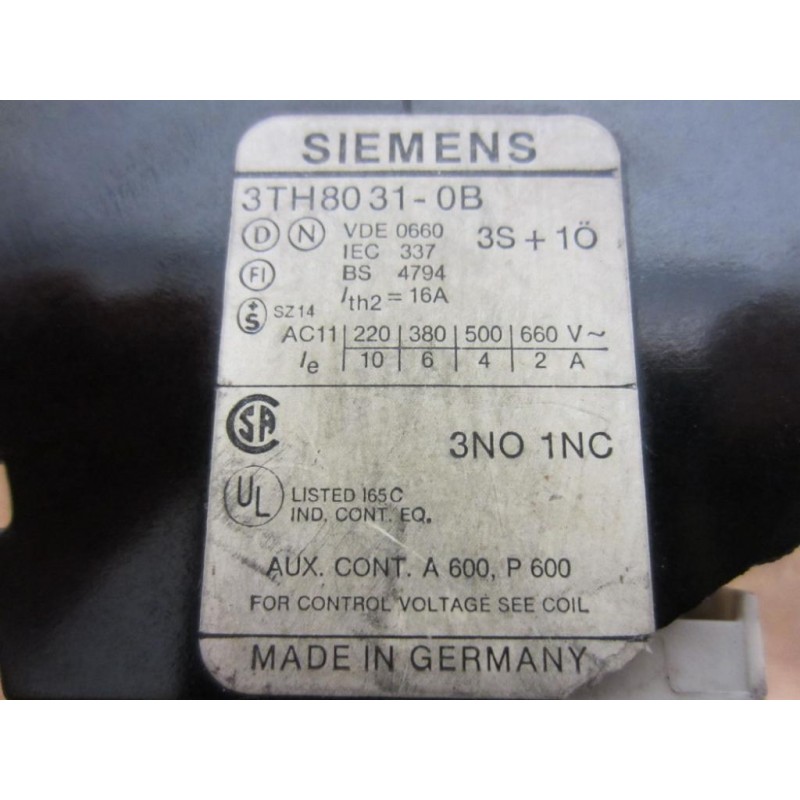 SIEMENS
3TH80 31-0B
D N VDE 0660 3S + 1Ö
IEC 337
FI BS 4794
Ith2 = 16A
+S SZ14
AC11 220 380 500 660 V~
Ie 10 6 4 2 A
CSA 3NO 1NC
UL LISTED 165C
IND. CONT. EQ.
AUX. CONT. A 600, P 600
FOR CONTROL VOLTAGE SEE COIL
MADE IN GERMANY